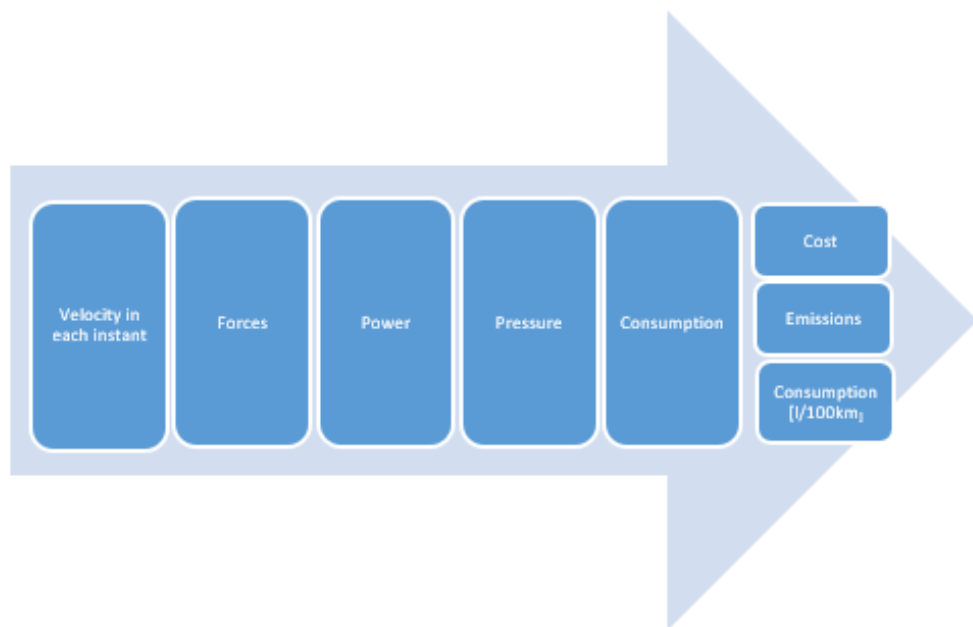 Velocity in
each instant
Forces
Power
Pressure
Consumption
Cost
Emissions
Consumption
[l/100km]